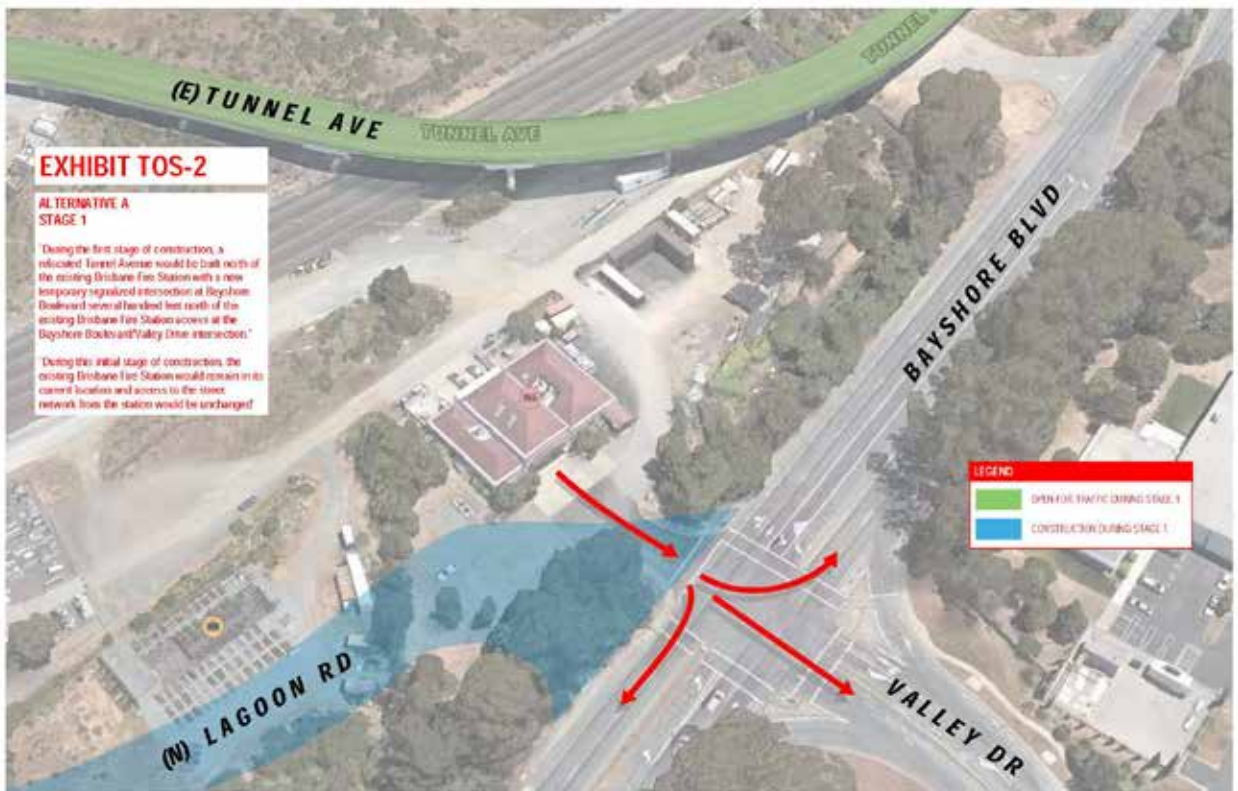 TUNNEL
(E) TUNNEL AVE
TUNNEL AVE
EXHIBIT TOS-2
ALTERNATIVE A
STAGE 1
"During the first stage of construction, a
relocated Tunnel Avenue would be built north of
the existing Brisbane Fire Station with a new
temporary signalized intersection at Bayshore
Boulevard several hundred feet north of the
existing Brisbane Fire Station access at the
Bayshore Boulevard/Valley Drive intersection."
"During this initial stage of construction, the
existing Brisbane Fire Station would remain in its
current location and access to the street
network from the station would be unchanged"
BAYSHORE BLVD
LEGEND
OPEN FOR TRAFFIC DURING STAGE 1
CONSTRUCTION DURING STAGE 1
(N) LAGOON RD
VALLEY DR